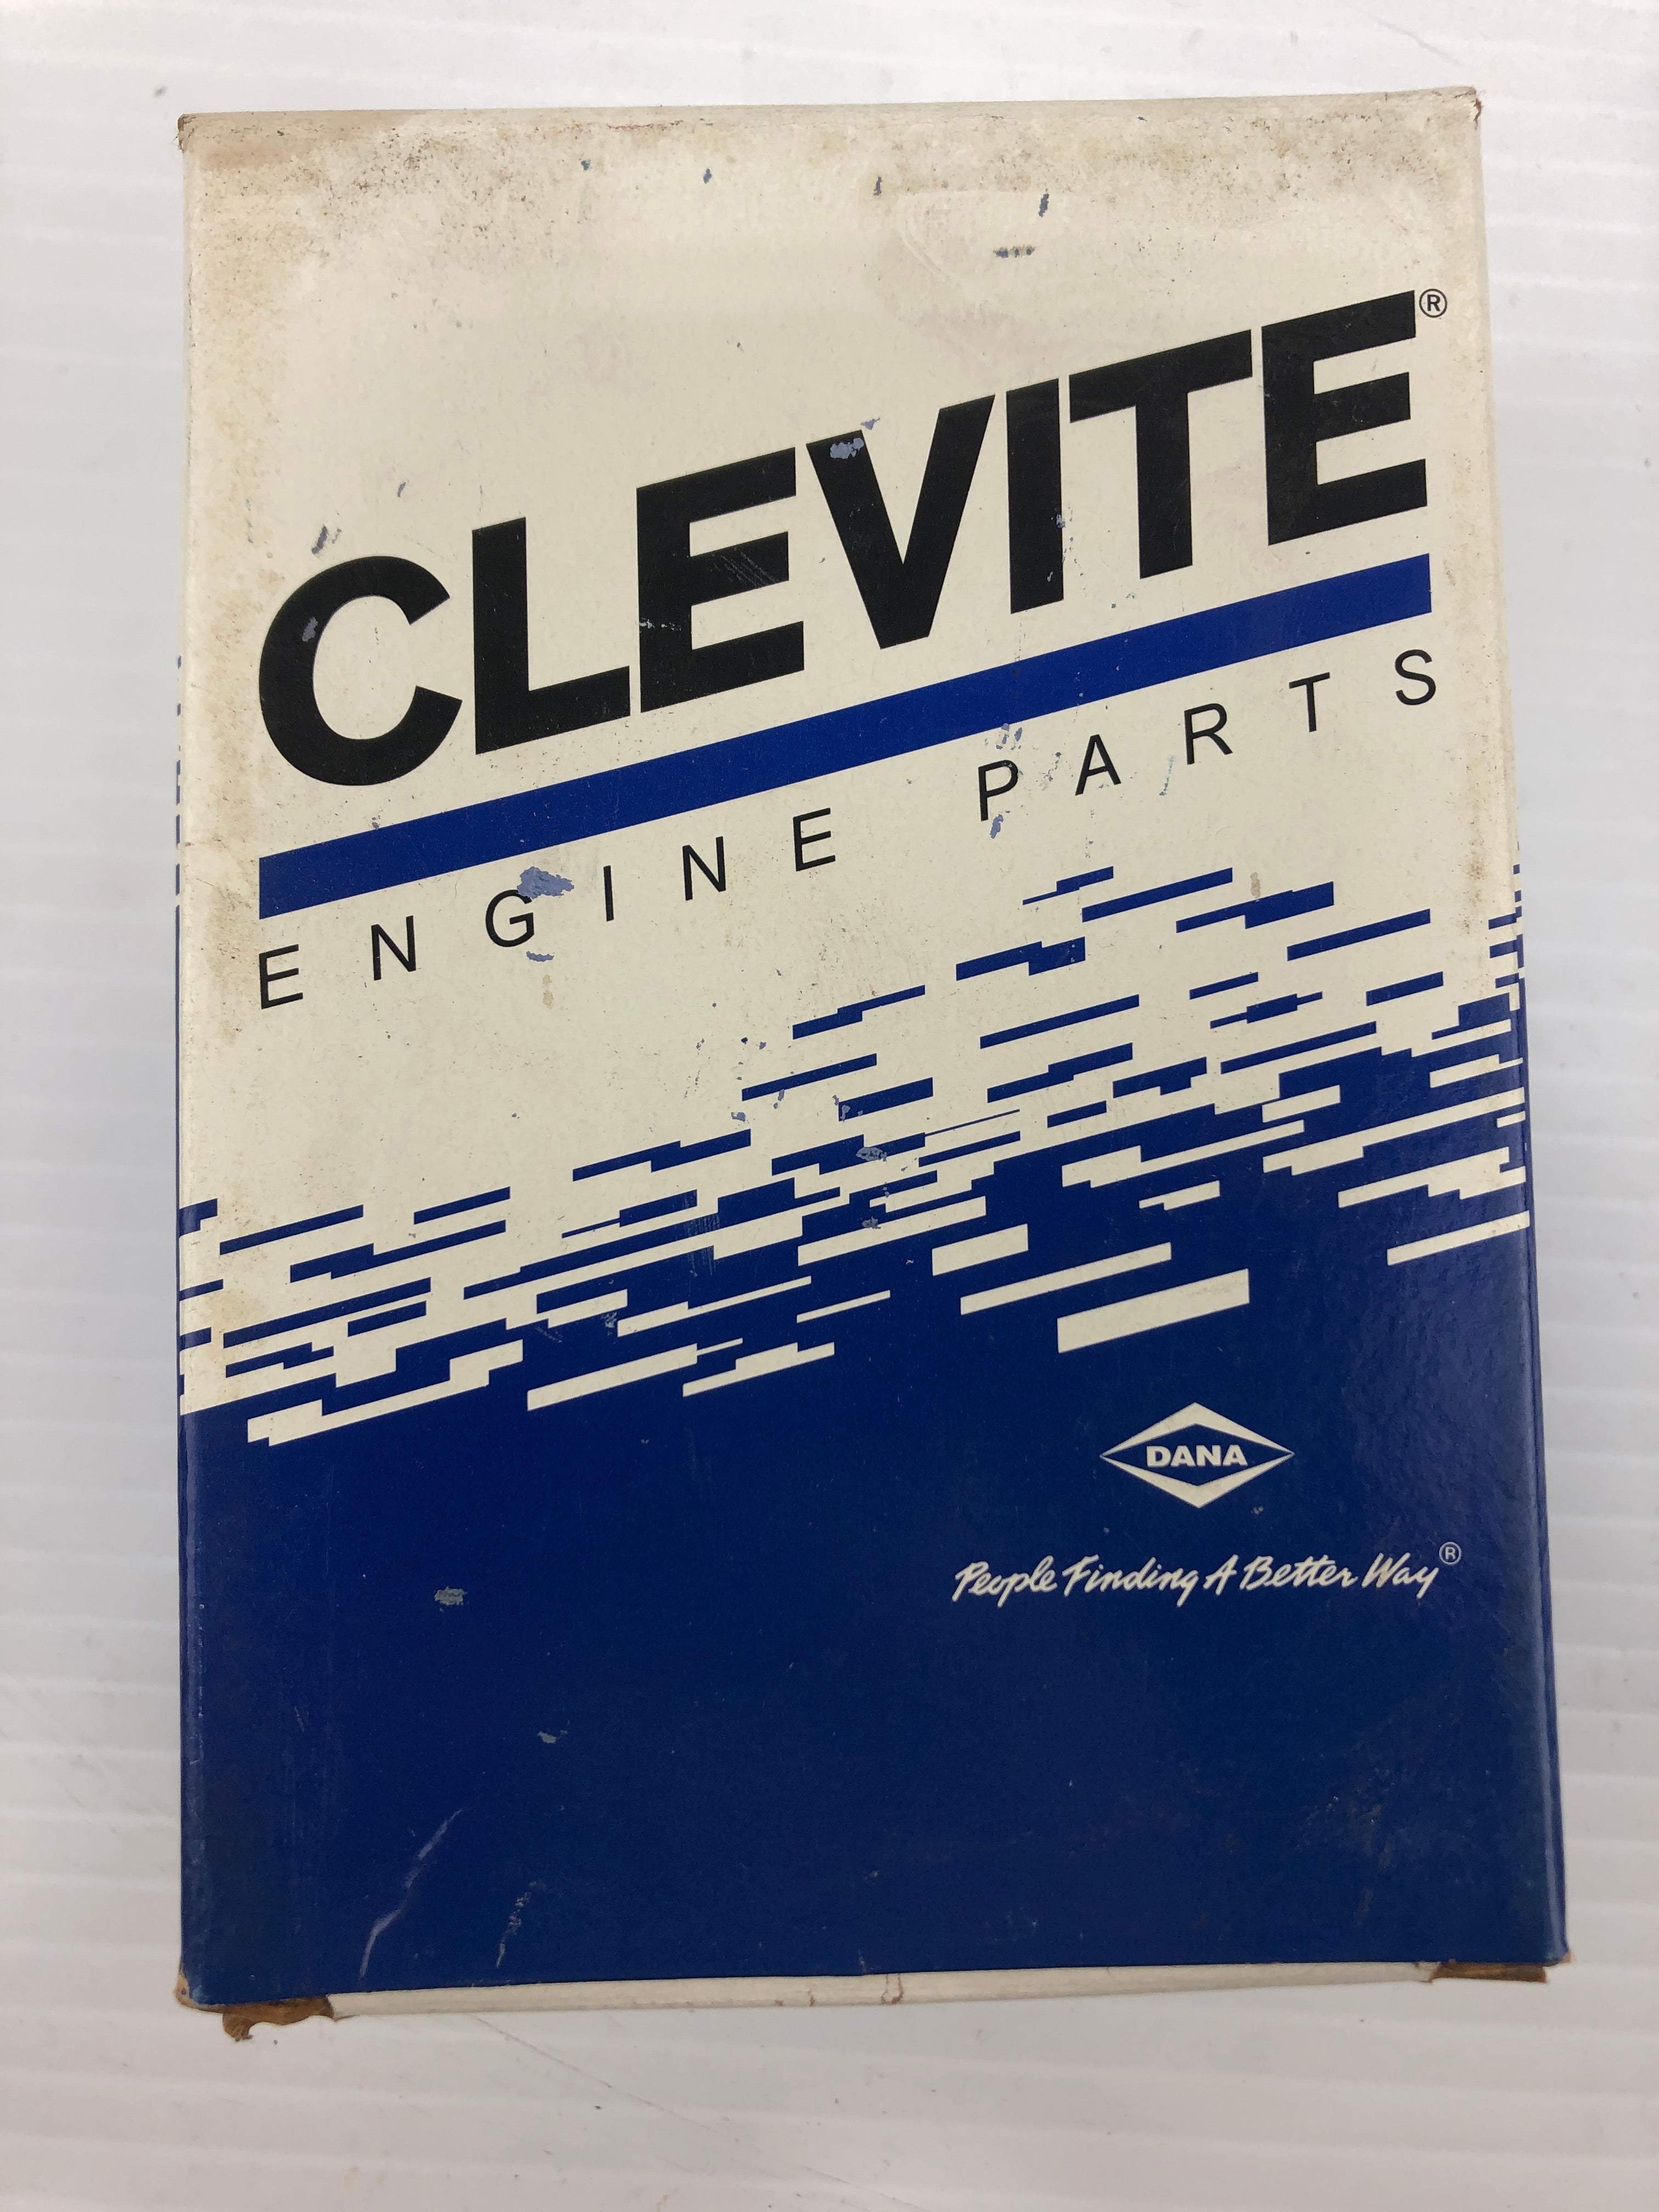 CLEVITE®
ENGINE PARTS
DANA
People Finding A Better Way®